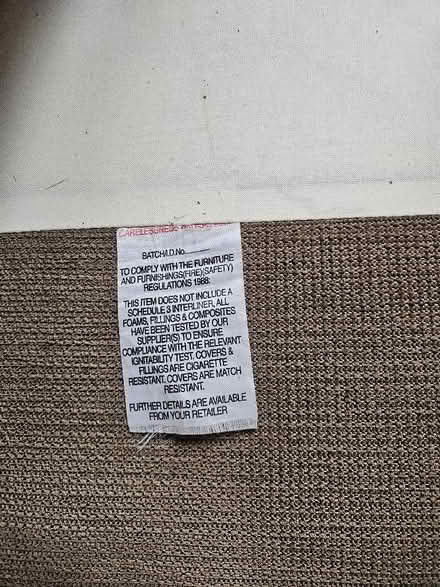 CARELESSNESS
BATCH/I.D.No.
TO COMPLY WITH THE FURNITURE
AND FURNISHINGS(FIRE)(SAFETY)
REGULATIONS 1988:
THIS ITEM DOES NOT INCLUDE A
SCHEDULE 3 INTERLINER, ALL
FOAMS, FILLINGS & COMPOSITES
HAVE BEEN TESTED BY OUR
SUPPLIER(S) TO ENSURE
COMPLIANCE WITH THE RELEVANT
IGNITABILITY TEST. COVERS &
FILLINGS ARE CIGARETTE
RESISTANT. COVERS ARE MATCH
RESISTANT.
FURTHER DETAILS ARE AVAILABLE
FROM YOUR RETAILER